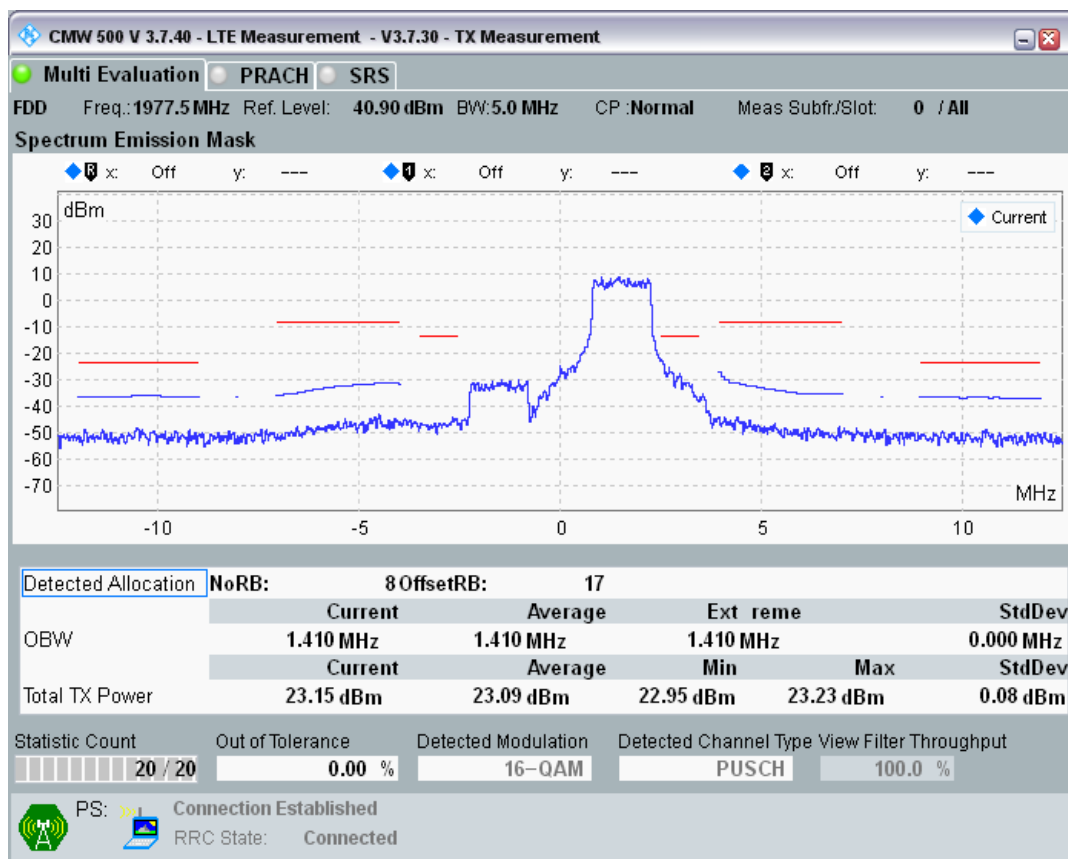 CMW 500 V 3.7.40 - LTE Measurement - V3.7.30 - TX Measurement
Multi Evaluation PRACH SRS
FDD Freq.: 1977.5 MHz Ref. Level: 40.90 dBm BW: 5.0 MHz CP : Normal Meas Subfr./Slot: 0 / All
Spectrum Emission Mask
R x: Off y: --- 1 x: Off y: --- 2 x: Off y: ---
dBm
Current
30
20
10
0
-10
-20
-30
-40
-50
-60
-70
MHz
-10 -5 0 5 10
Detected Allocation NoRB: 8 OffsetRB: 17
Current Average Ext reme StdDev
OBW 1.410 MHz 1.410 MHz 1.410 MHz 0.000 MHz
Current Average Min Max StdDev
Total TX Power 23.15 dBm 23.09 dBm 22.95 dBm 23.23 dBm 0.08 dBm
Statistic Count Out of Tolerance Detected Modulation Detected Channel Type View Filter Throughput
20 / 20 0.00 % 16-QAM PUSCH 100.0 %
PS: Connection Established
RRC State: Connected